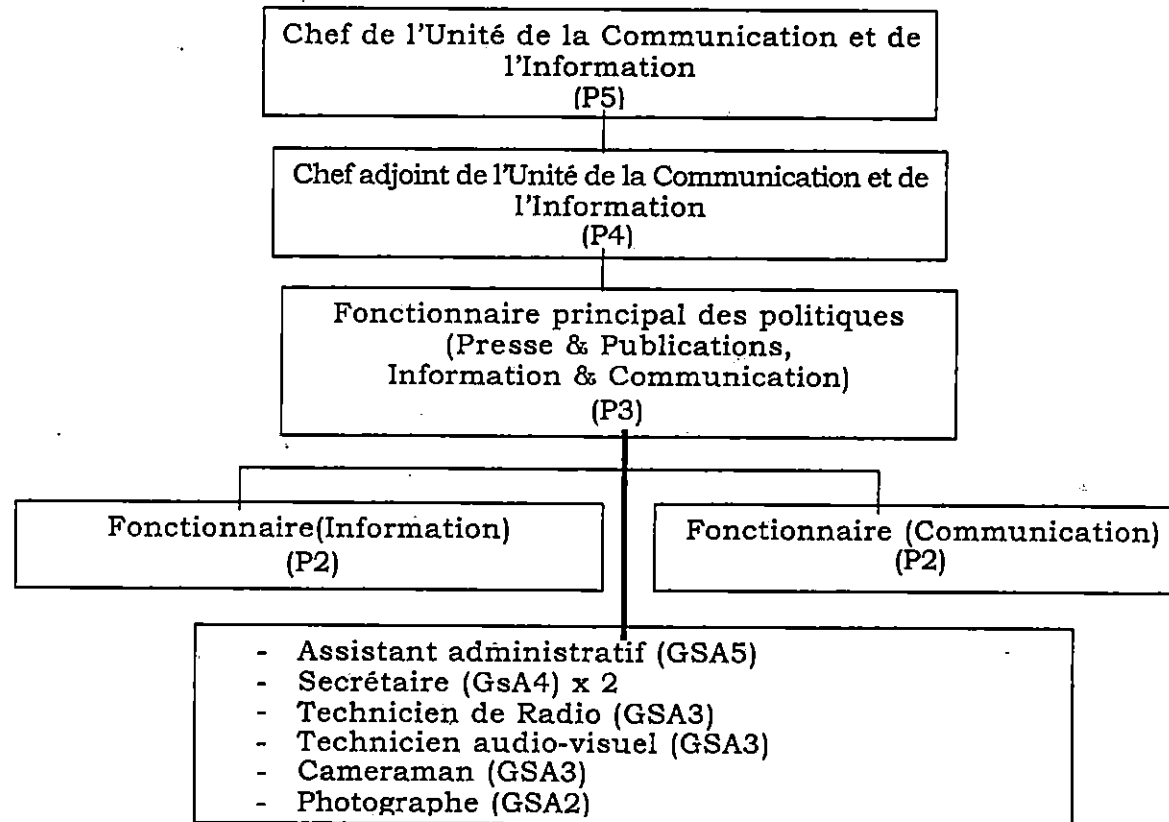 Chef de l'Unité de la Communication et de
l'Information
(P5)
Chef adjoint de l'Unité de la Communication et de
l'Information
(P4)
Fonctionnaire principal des politiques
(Presse & Publications,
Information & Communication)
(P3)
Fonctionnaire(Information)
(P2)
Fonctionnaire (Communication)
(P2)
- Assistant administratif (GSA5)
- Secrétaire (GsA4) x 2
- Technicien de Radio (GSA3)
- Technicien audio-visuel (GSA3)
- Cameraman (GSA3)
- Photographe (GSA2)